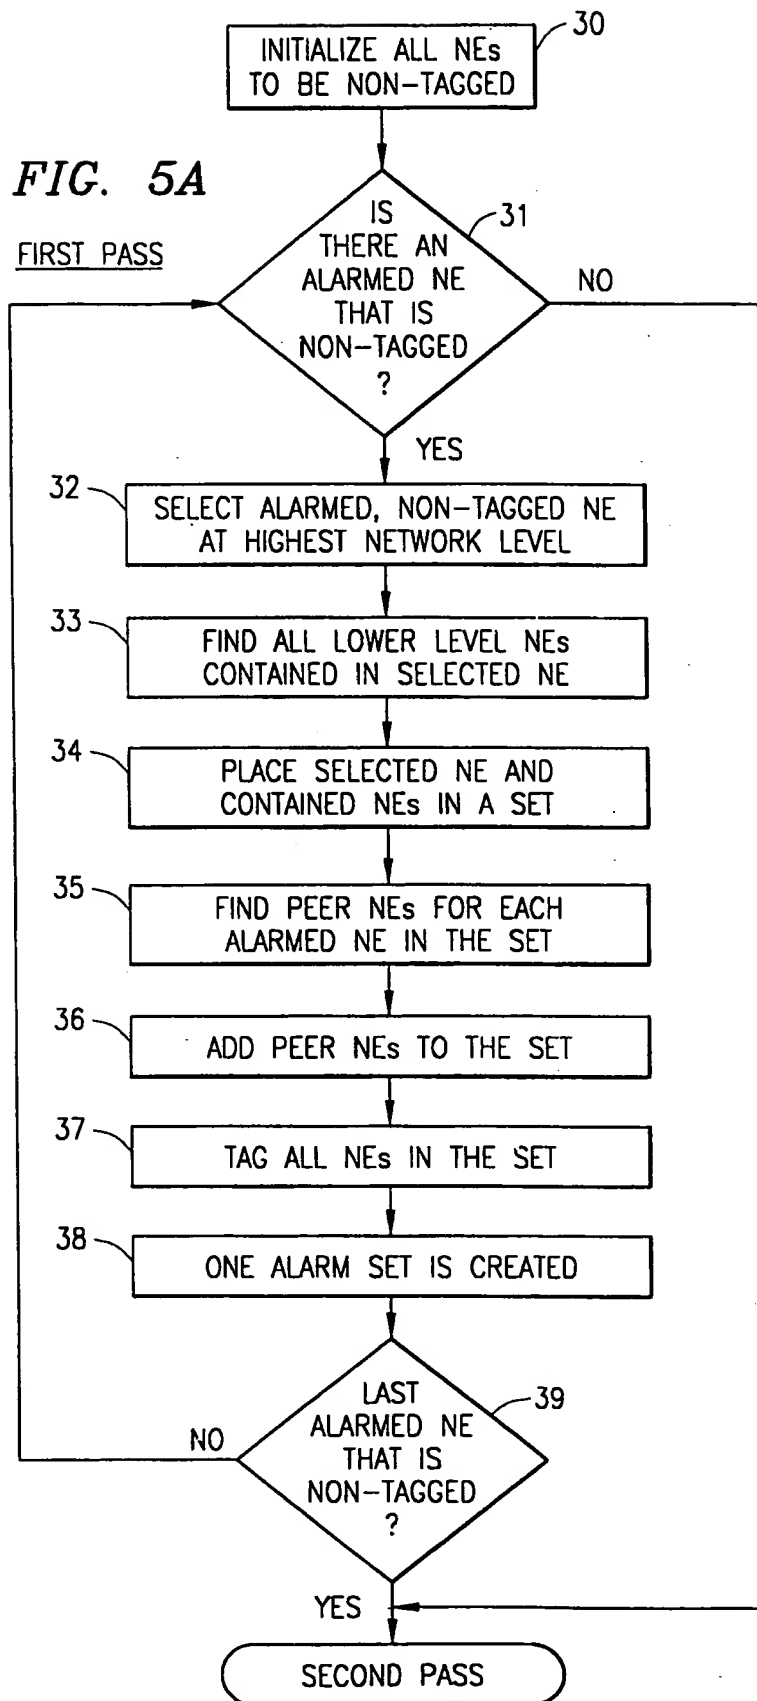 30
INITIALIZE ALL NEs
TO BE NON-TAGGED
FIG. 5A
FIRST PASS
31
IS
THERE AN
ALARMED NE
THAT IS
NON-TAGGED
?
NO
YES
32
SELECT ALARMED, NON-TAGGED NE
AT HIGHEST NETWORK LEVEL
33
FIND ALL LOWER LEVEL NEs
CONTAINED IN SELECTED NE
34
PLACE SELECTED NE AND
CONTAINED NEs IN A SET
35
FIND PEER NEs FOR EACH
ALARMED NE IN THE SET
36
ADD PEER NEs TO THE SET
37
TAG ALL NEs IN THE SET
38
ONE ALARM SET IS CREATED
39
LAST
ALARMED NE
THAT IS
NON-TAGGED
?
NO
YES
SECOND PASS